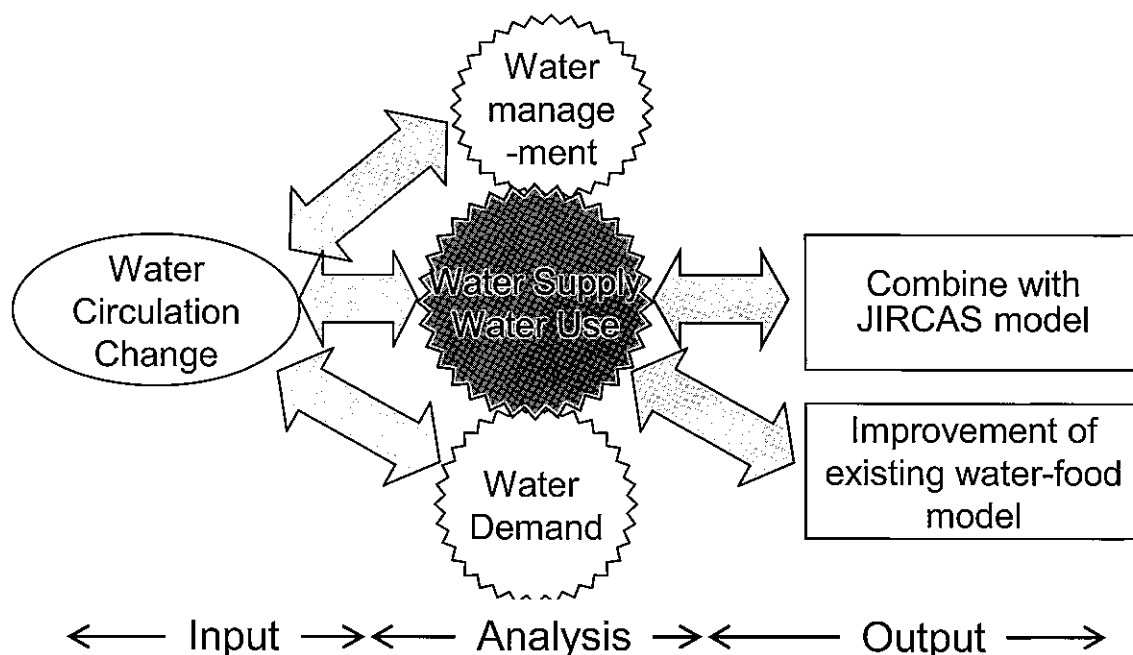 Water
manage
-ment
Water
Circulation
Change
Water Supply
Water Use
Combine with
JIRCAS model
Improvement of
existing water-food
model
Water
Demand
Input
Analysis
Output